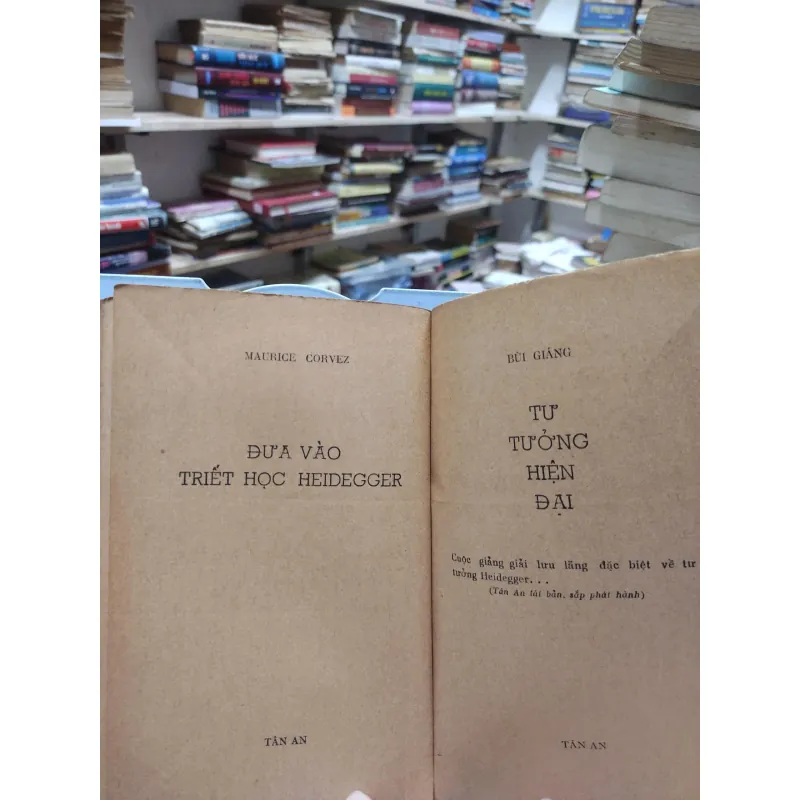 MAURICE CORVEZ
ĐƯA VÀO
TRIẾT HỌC HEIDEGGER
TÂN AN
BÙI GIÁNG
TƯ
TƯỞNG
HIỆN
ĐẠI
Cuộc giảng giải lưu lãng đặc biệt về tư
tưởng Heidegger...
(Tân An tái bản, sắp phát hành)
TÂN AN